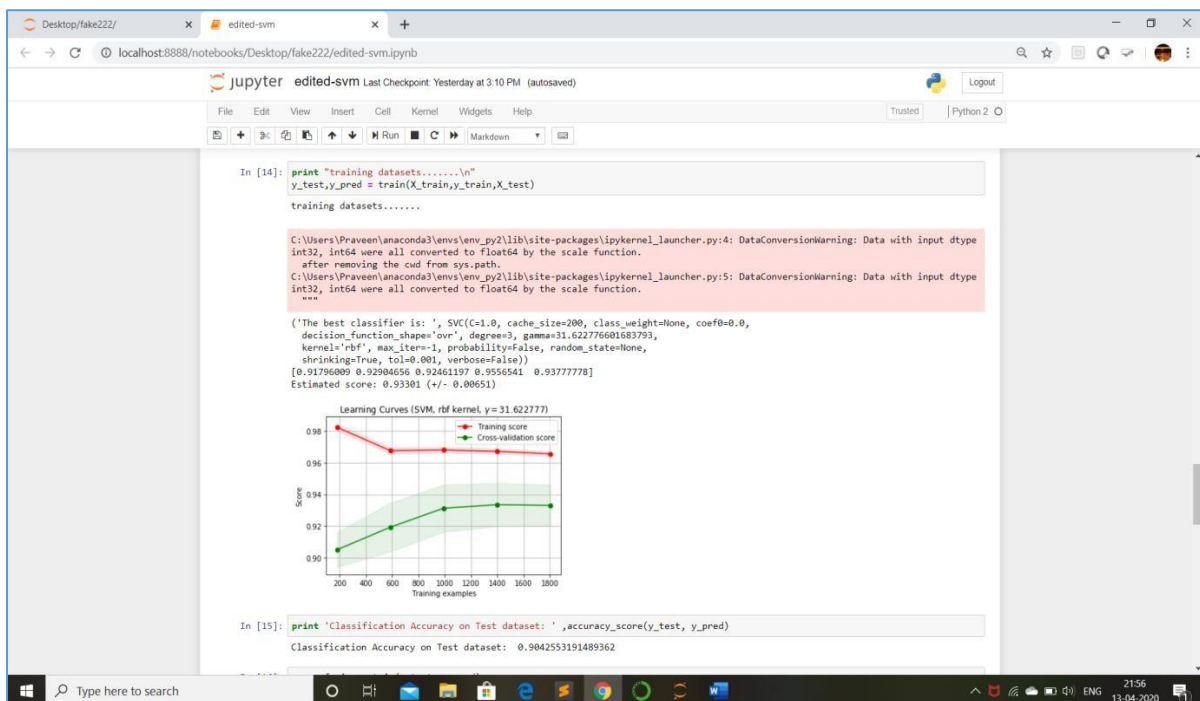 Desktop/fake222/ × edited-svm × +
localhost:8888/notebooks/Desktop/fake222/edited-svm.ipynb
jupyter edited-svm Last Checkpoint: Yesterday at 3:10 PM (autosaved) Logout
File Edit View Insert Cell Kernel Widgets Help Trusted Python 2
Run Markdown
In [14]: print "training datasets.......\n"
y_test,y_pred = train(X_train,y_train,X_test)
training datasets.......
C:\Users\Praveen\anaconda3\envs\env_py2\lib\site-packages\ipykernel_launcher.py:4: DataConversionWarning: Data with input dtype
int32, int64 were all converted to float64 by the scale function.
after removing the cwd from sys.path.
C:\Users\Praveen\anaconda3\envs\env_py2\lib\site-packages\ipykernel_launcher.py:5: DataConversionWarning: Data with input dtype
int32, int64 were all converted to float64 by the scale function.
"""
('The best classifier is: ', SVC(C=1.0, cache_size=200, class_weight=None, coef0=0.0,
decision_function_shape='ovr', degree=3, gamma=31.622776601683793,
kernel='rbf', max_iter=-1, probability=False, random_state=None,
shrinking=True, tol=0.001, verbose=False))
[0.91796009 0.92904656 0.92461197 0.9556541 0.93777778]
Estimated score: 0.93301 (+/- 0.00651)
Learning Curves (SVM, rbf kernel, γ = 31.622777)
Training score
Cross-validation score
0.98
0.96
0.94
0.92
0.90
Score
200 400 600 800 1000 1200 1400 1600 1800
Training examples
In [15]: print 'Classification Accuracy on Test dataset: ' ,accuracy_score(y_test, y_pred)
Classification Accuracy on Test dataset: 0.9042553191489362
Type here to search
ENG
21:56
13-04-2020